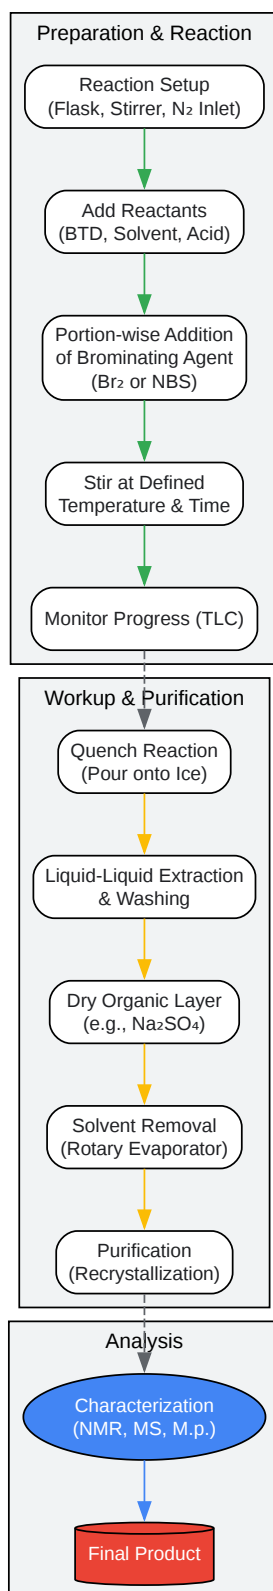 Preparation & Reaction
Reaction Setup
(Flask, Stirrer, N₂ Inlet)
Add Reactants
(BTD, Solvent, Acid)
Portion-wise Addition
of Brominating Agent
(Br₂ or NBS)
Stir at Defined
Temperature & Time
Monitor Progress (TLC)
Workup & Purification
Quench Reaction
(Pour onto Ice)
Liquid-Liquid Extraction
& Washing
Dry Organic Layer
(e.g., Na₂SO₄)
Solvent Removal
(Rotary Evaporator)
Purification
(Recrystallization)
Analysis
Characterization
(NMR, MS, M.p.)
Final Product